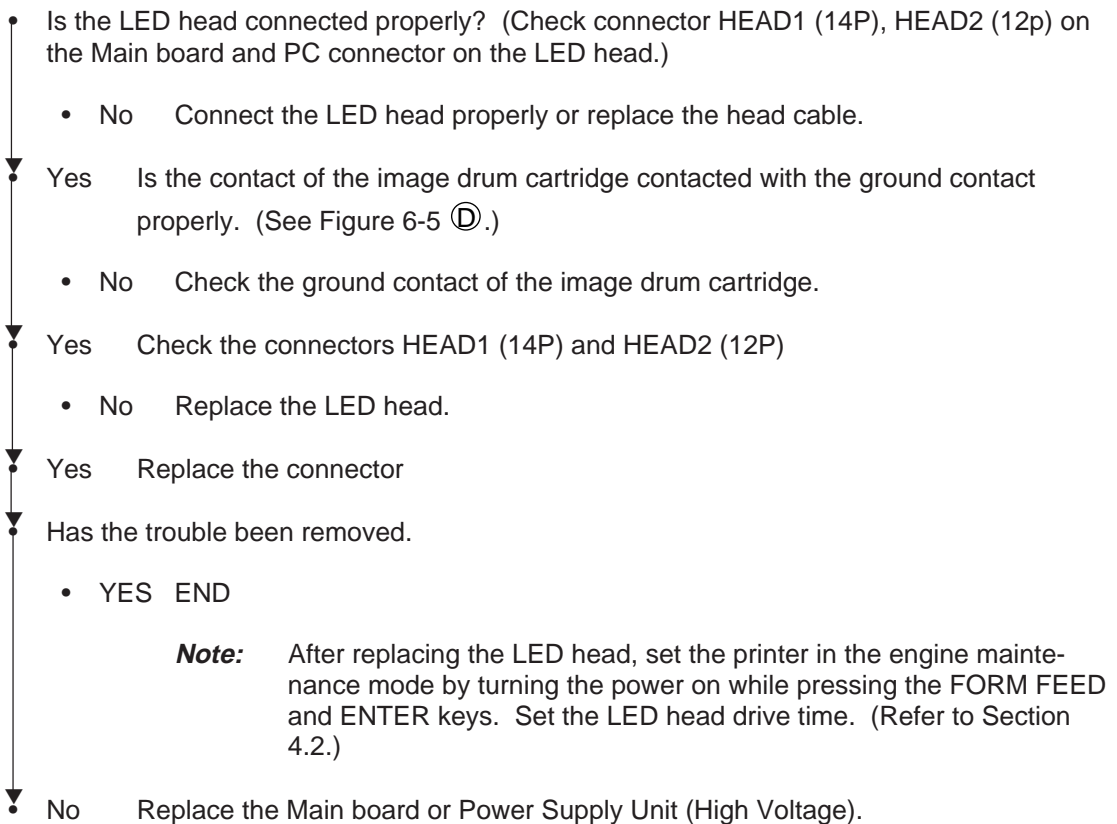 Is the LED head connected properly? (Check connector HEAD1 (14P), HEAD2 (12p) on
the Main board and PC connector on the LED head.)
• No Connect the LED head properly or replace the head cable.
Yes Is the contact of the image drum cartridge contacted with the ground contact
properly. (See Figure 6-5 Ⓓ.)
• No Check the ground contact of the image drum cartridge.
Yes Check the connectors HEAD1 (14P) and HEAD2 (12P)
• No Replace the LED head.
Yes Replace the connector
Has the trouble been removed.
• YES END
Note: After replacing the LED head, set the printer in the engine mainte-
nance mode by turning the power on while pressing the FORM FEED
and ENTER keys. Set the LED head drive time. (Refer to Section
4.2.)
No Replace the Main board or Power Supply Unit (High Voltage).